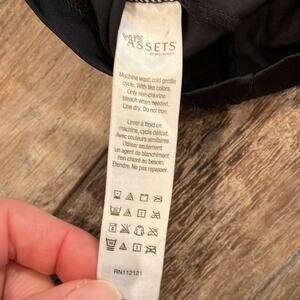 ASSETS
Machine wash cold gentle
cycle. With like colors.
Only non-chlorine
bleach when needed.
Line dry. Do not iron.
Laver à froid en
machine, cycle délicat.
Avec couleurs similaires.
Utiliser seulement
un agent de blanchiment
non chloré au besoin.
Étendre. Ne pas repasser.
RN112121